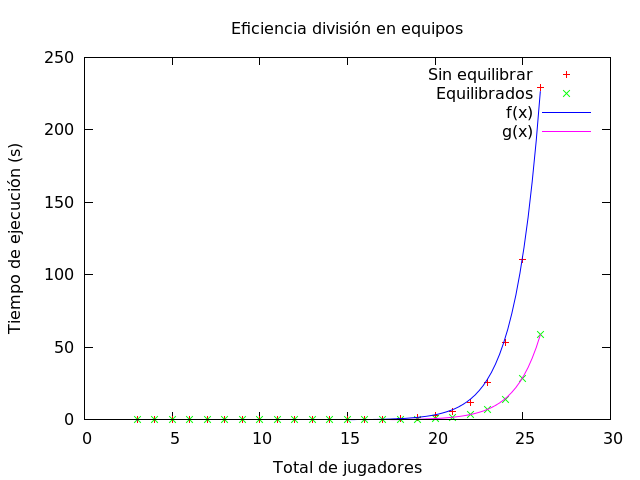 Eficiencia división en equipos
250
200
150
100
50
0
0 5 10 15 20 25 30
Tiempo de ejecución (s)
Total de jugadores
Sin equilibrar
Equilibrados
f(x)
g(x)